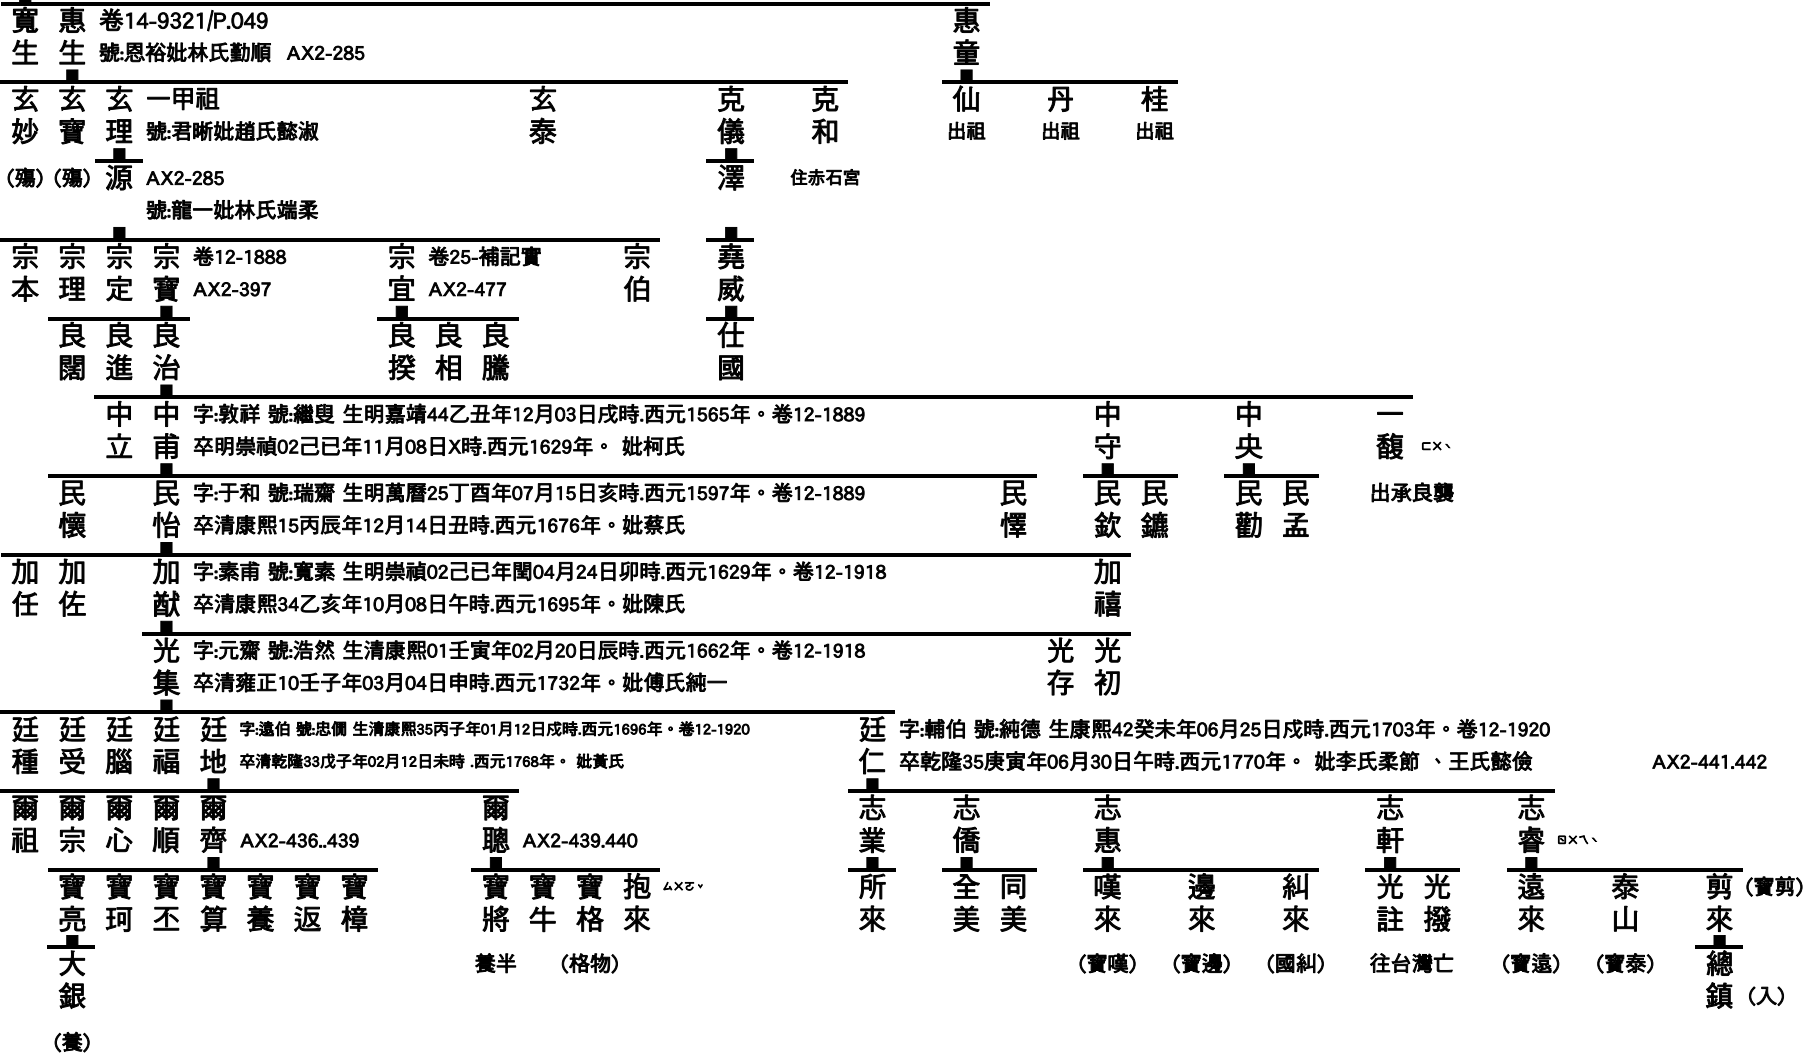 寬生 惠生 卷14-9321/P.049 惠童
號:恩裕妣林氏勤順 AX2-285
玄妙 玄寶 玄理 一甲祖 玄泰 克儀 克和 仙 丹 桂
號:君晰妣趙氏懿淑 出祖 出祖 出祖
(殤) (殤) 源 AX2-285 澤 住赤石宮
號:龍一妣林氏端柔
宗本 宗理 宗定 宗寶 卷12-1888 宗宜 卷25-補記實 宗伯 堯威
AX2-397 AX2-477
良闊 良進 良治 良揆 良相 良騰 仕國
中立 中甫 字:敦祥 號:繼叟 生明嘉靖44乙丑年12月03日戌時.西元1565年。卷12-1889 中守 中央 一馥 ㄈㄨˋ
卒明崇禎02己巳年11月08日X時.西元1629年。 妣柯氏
民懷 民怡 字:于和 號:瑞齋 生明萬曆25丁酉年07月15日亥時.西元1597年。卷12-1889 民懌 民欽 民鑣 民勸 民孟 出承良襲
卒清康熙15丙辰年12月14日丑時.西元1676年。妣蔡氏
加任 加佐 加猷 字:素甫 號:寬素 生明崇禎02己巳年閏04月24日卯時.西元1629年。卷12-1918 加禧
卒清康熙34乙亥年10月08日午時.西元1695年。妣陳氏
光集 字:元齋 號:浩然 生清康熙01壬寅年02月20日辰時.西元1662年。卷12-1918 光存 光初
卒清雍正10壬子年03月04日申時.西元1732年。妣傅氏純一
廷種 廷受 廷腦 廷福 廷地 字:遠伯 號:忠憪 生清康熙35丙子年01月12日戍時.西元1696年。卷12-1920 廷仁 字:輔伯 號:純德 生康熙42癸未年06月25日戍時.西元1703年。卷12-1920
卒清乾隆33戊子年02月12日未時 .西元1768年。 妣黃氏 卒乾隆35庚寅年06月30日午時.西元1770年。 妣李氏柔節 、王氏懿儉 AX2-441.442
爾祖 爾宗 爾心 爾順 爾齊 AX2-436..439 爾聰 AX2-439.440 志業 志僑 志惠 志軒 志睿 ㄖㄨㄟˋ
寶亮 寶珂 寶丕 寶算 寶養 寶返 寶樟 寶將 寶牛 寶格 抱來 ㄙㄨㄛˇ 所來 全美 同美 嘆來 邊來 糾來 光註 光撥 遠來 泰山 剪來 (寶剪)
大銀 養半 (格物) (寶嘆) (寶邊) (國糾) 往台灣亡 (寶遠) (寶泰) 總鎮 (入)
(養)